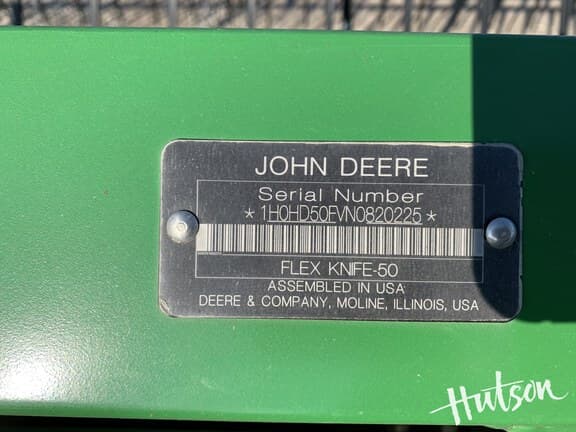 JOHN DEERE
Serial Number
*1H0HD50FVN0820225*
FLEX KNIFE-50
ASSEMBLED IN USA
DEERE & COMPANY, MOLINE, ILLINOIS, USA
Hutson